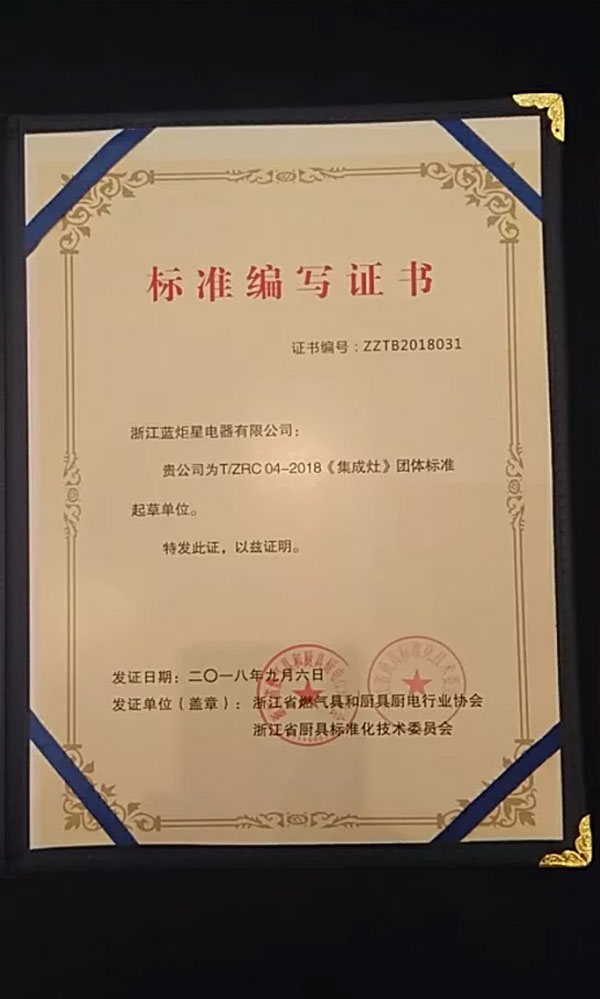 标准编写证书
证书编号：ZZTB2018031
浙江蓝炬星电器有限公司：
贵公司为T/ZRC 04-2018《集成灶》团体标准
起草单位。
特发此证，以兹证明。
发证日期：二〇一八年九月六日
发证单位（盖章）：浙江省燃气具和厨具厨电行业协会
浙江省厨具标准化技术委员会